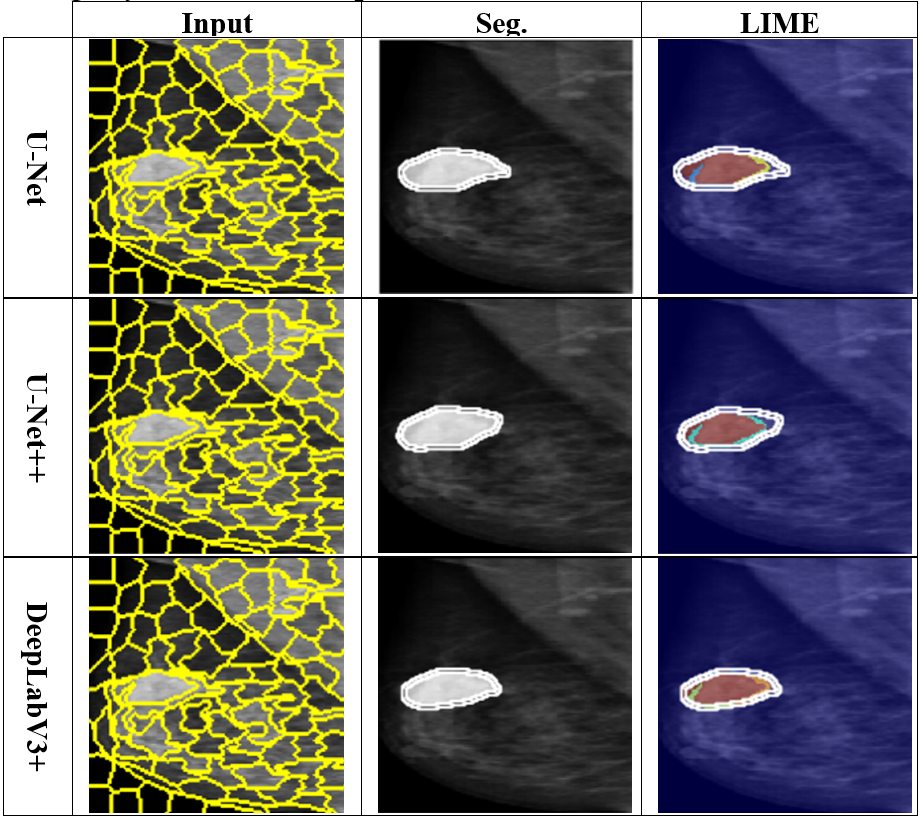 Input Seg. LIME
U-Net
U-Net++
DeepLabV3+